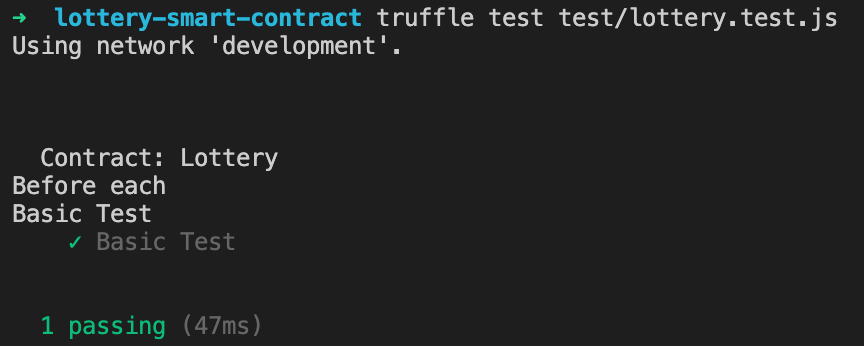 ➜ lottery-smart-contract truffle test test/lottery.test.js
Using network 'development'.
Contract: Lottery
Before each
Basic Test
✓ Basic Test
1 passing (47ms)